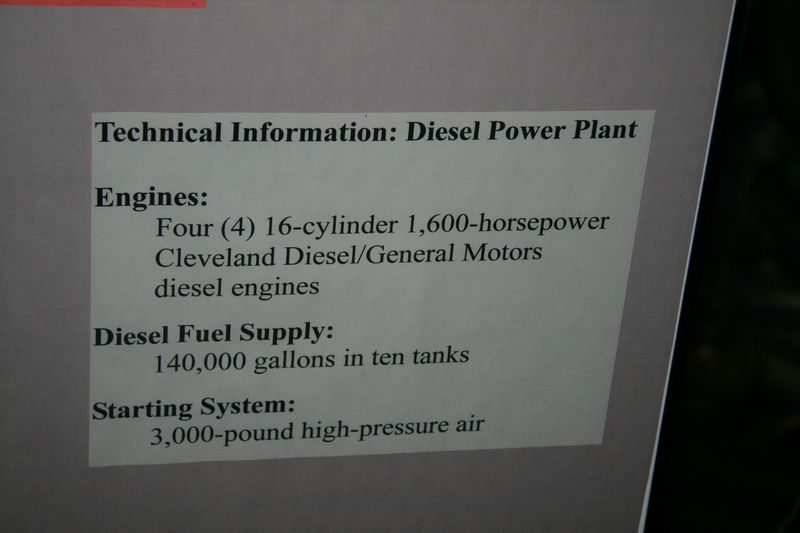 Technical Information: Diesel Power Plant
Engines:
Four (4) 16-cylinder 1,600-horsepower
Cleveland Diesel/General Motors
diesel engines
Diesel Fuel Supply:
140,000 gallons in ten tanks
Starting System:
3,000-pound high-pressure air